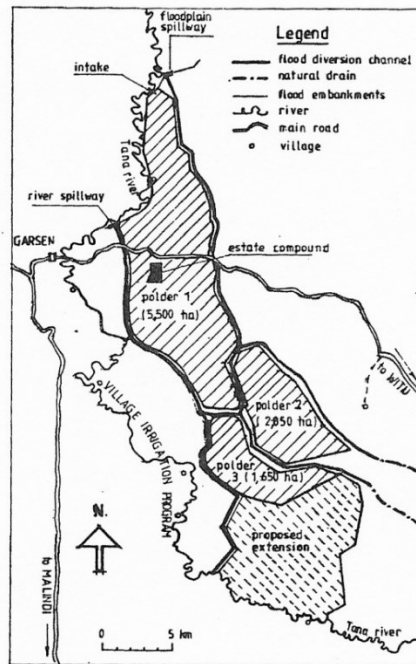 floodplain
spillway
intake
Legend
flood diversion channel
natural drain
flood embankments
river
main road
village
Tana river
river spillway
GARSEN
estate compound
polder 1
(5,500 ha)
to WITU
polder 2
(2,050 ha)
polder
3 (1,650 ha)
VILLAGE IRRIGATION PROGRAM
proposed
extension
N.
to MALINDI
0 5 km
Tana river